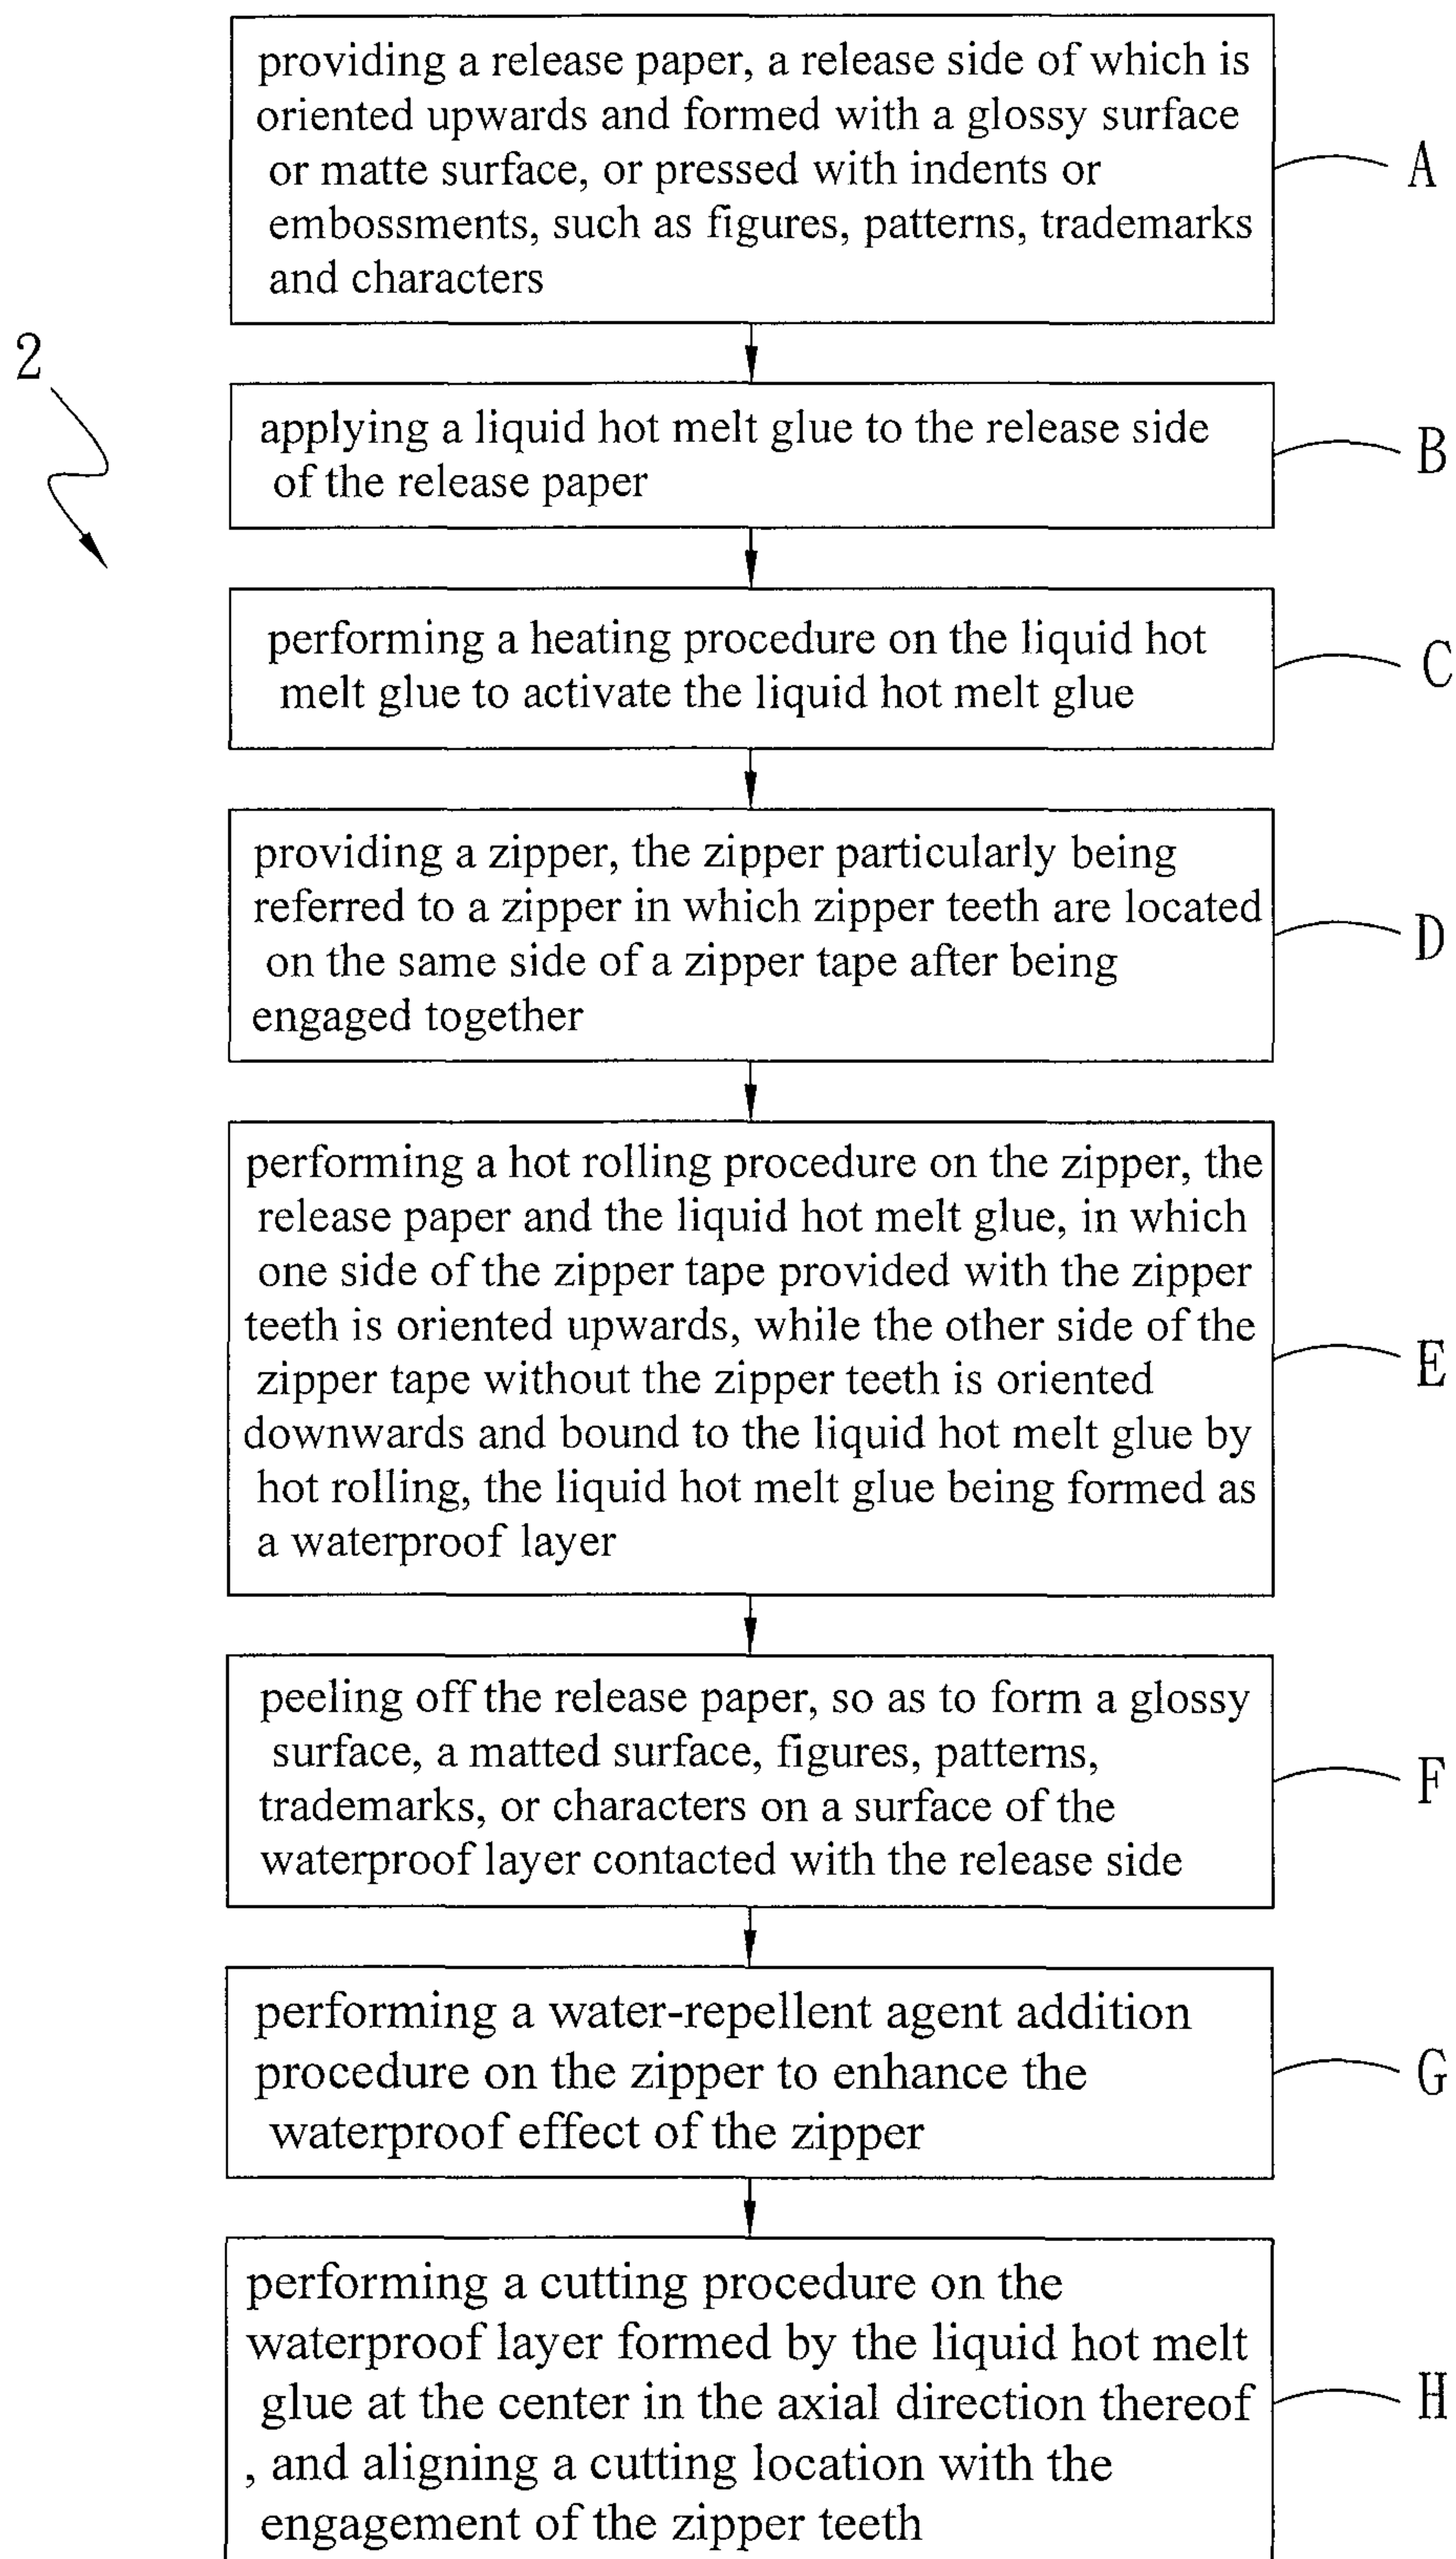 providing a release paper, a release side of which is
oriented upwards and formed with a glossy surface
or matte surface, or pressed with indents or
embossments, such as figures, patterns, trademarks
and characters
A
2
applying a liquid hot melt glue to the release side
of the release paper
B
performing a heating procedure on the liquid hot
melt glue to activate the liquid hot melt glue
C
providing a zipper, the zipper particularly being
referred to a zipper in which zipper teeth are located
on the same side of a zipper tape after being
engaged together
D
performing a hot rolling procedure on the zipper, the
release paper and the liquid hot melt glue, in which
one side of the zipper tape provided with the zipper
teeth is oriented upwards, while the other side of the
zipper tape without the zipper teeth is oriented
downwards and bound to the liquid hot melt glue by
hot rolling, the liquid hot melt glue being formed as
a waterproof layer
E
peeling off the release paper, so as to form a glossy
surface, a matted surface, figures, patterns,
trademarks, or characters on a surface of the
waterproof layer contacted with the release side
F
performing a water-repellent agent addition
procedure on the zipper to enhance the
waterproof effect of the zipper
G
performing a cutting procedure on the
waterproof layer formed by the liquid hot melt
glue at the center in the axial direction thereof
, and aligning a cutting location with the
engagement of the zipper teeth
H